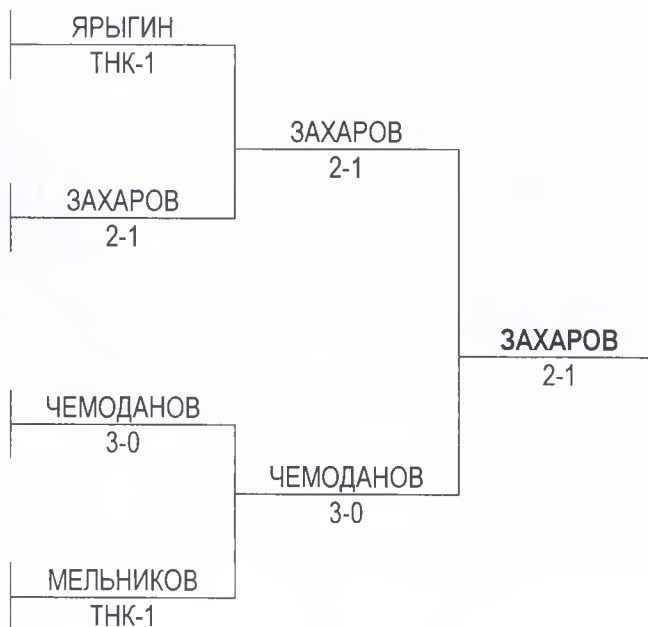 ЯРЫГИН
ТНК-1
ЗАХАРОВ
2-1
ЗАХАРОВ
2-1
ЗАХАРОВ
2-1
ЧЕМОДАНОВ
3-0
ЧЕМОДАНОВ
3-0
МЕЛЬНИКОВ
ТНК-1